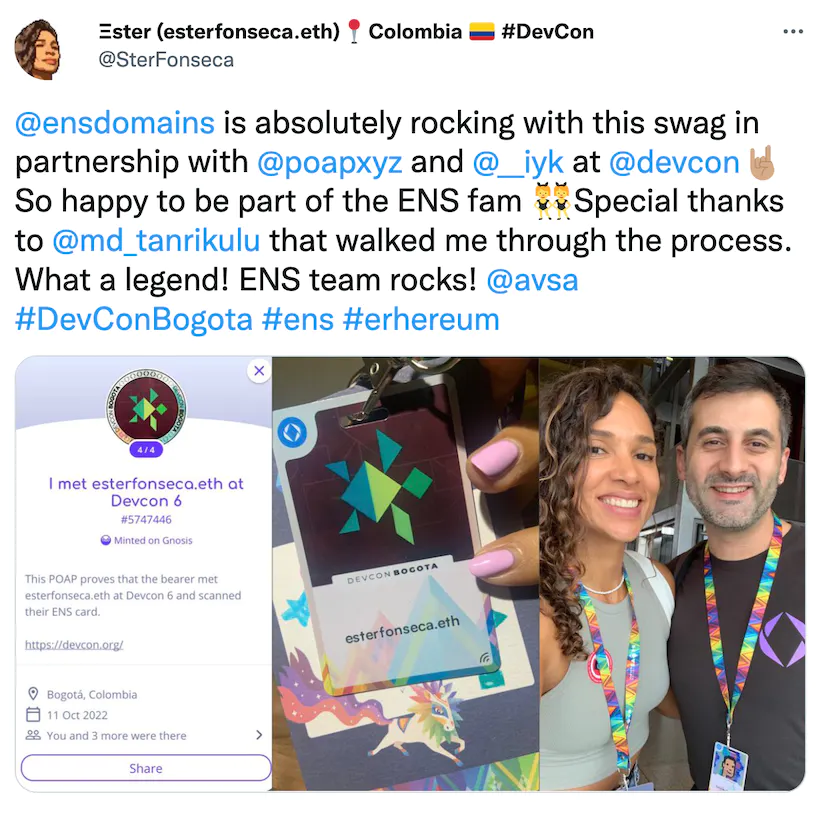 Ξster (esterfonseca.eth)📍Colombia 🇨🇴 #DevCon
@SterFonseca
@ensdomains is absolutely rocking with this swag in
partnership with @poapxyz and @__iyk at @devcon🤘🏼
So happy to be part of the ENS fam 👯Special thanks
to @md_tanrikulu that walked me through the process.
What a legend! ENS team rocks! @avsa
#DevConBogota #ens #erhereum
BOGOTA
4 / 4
I met esterfonseca.eth at
Devcon 6
#5747446
Minted on Gnosis
This POAP proves that the bearer met
esterfonseca.eth at Devcon 6 and scanned
their ENS card.
https://devcon.org/
Bogotá, Colombia
11 Oct 2022
You and 3 more were there
Share
DEVCON BOGOTA
esterfonseca.eth